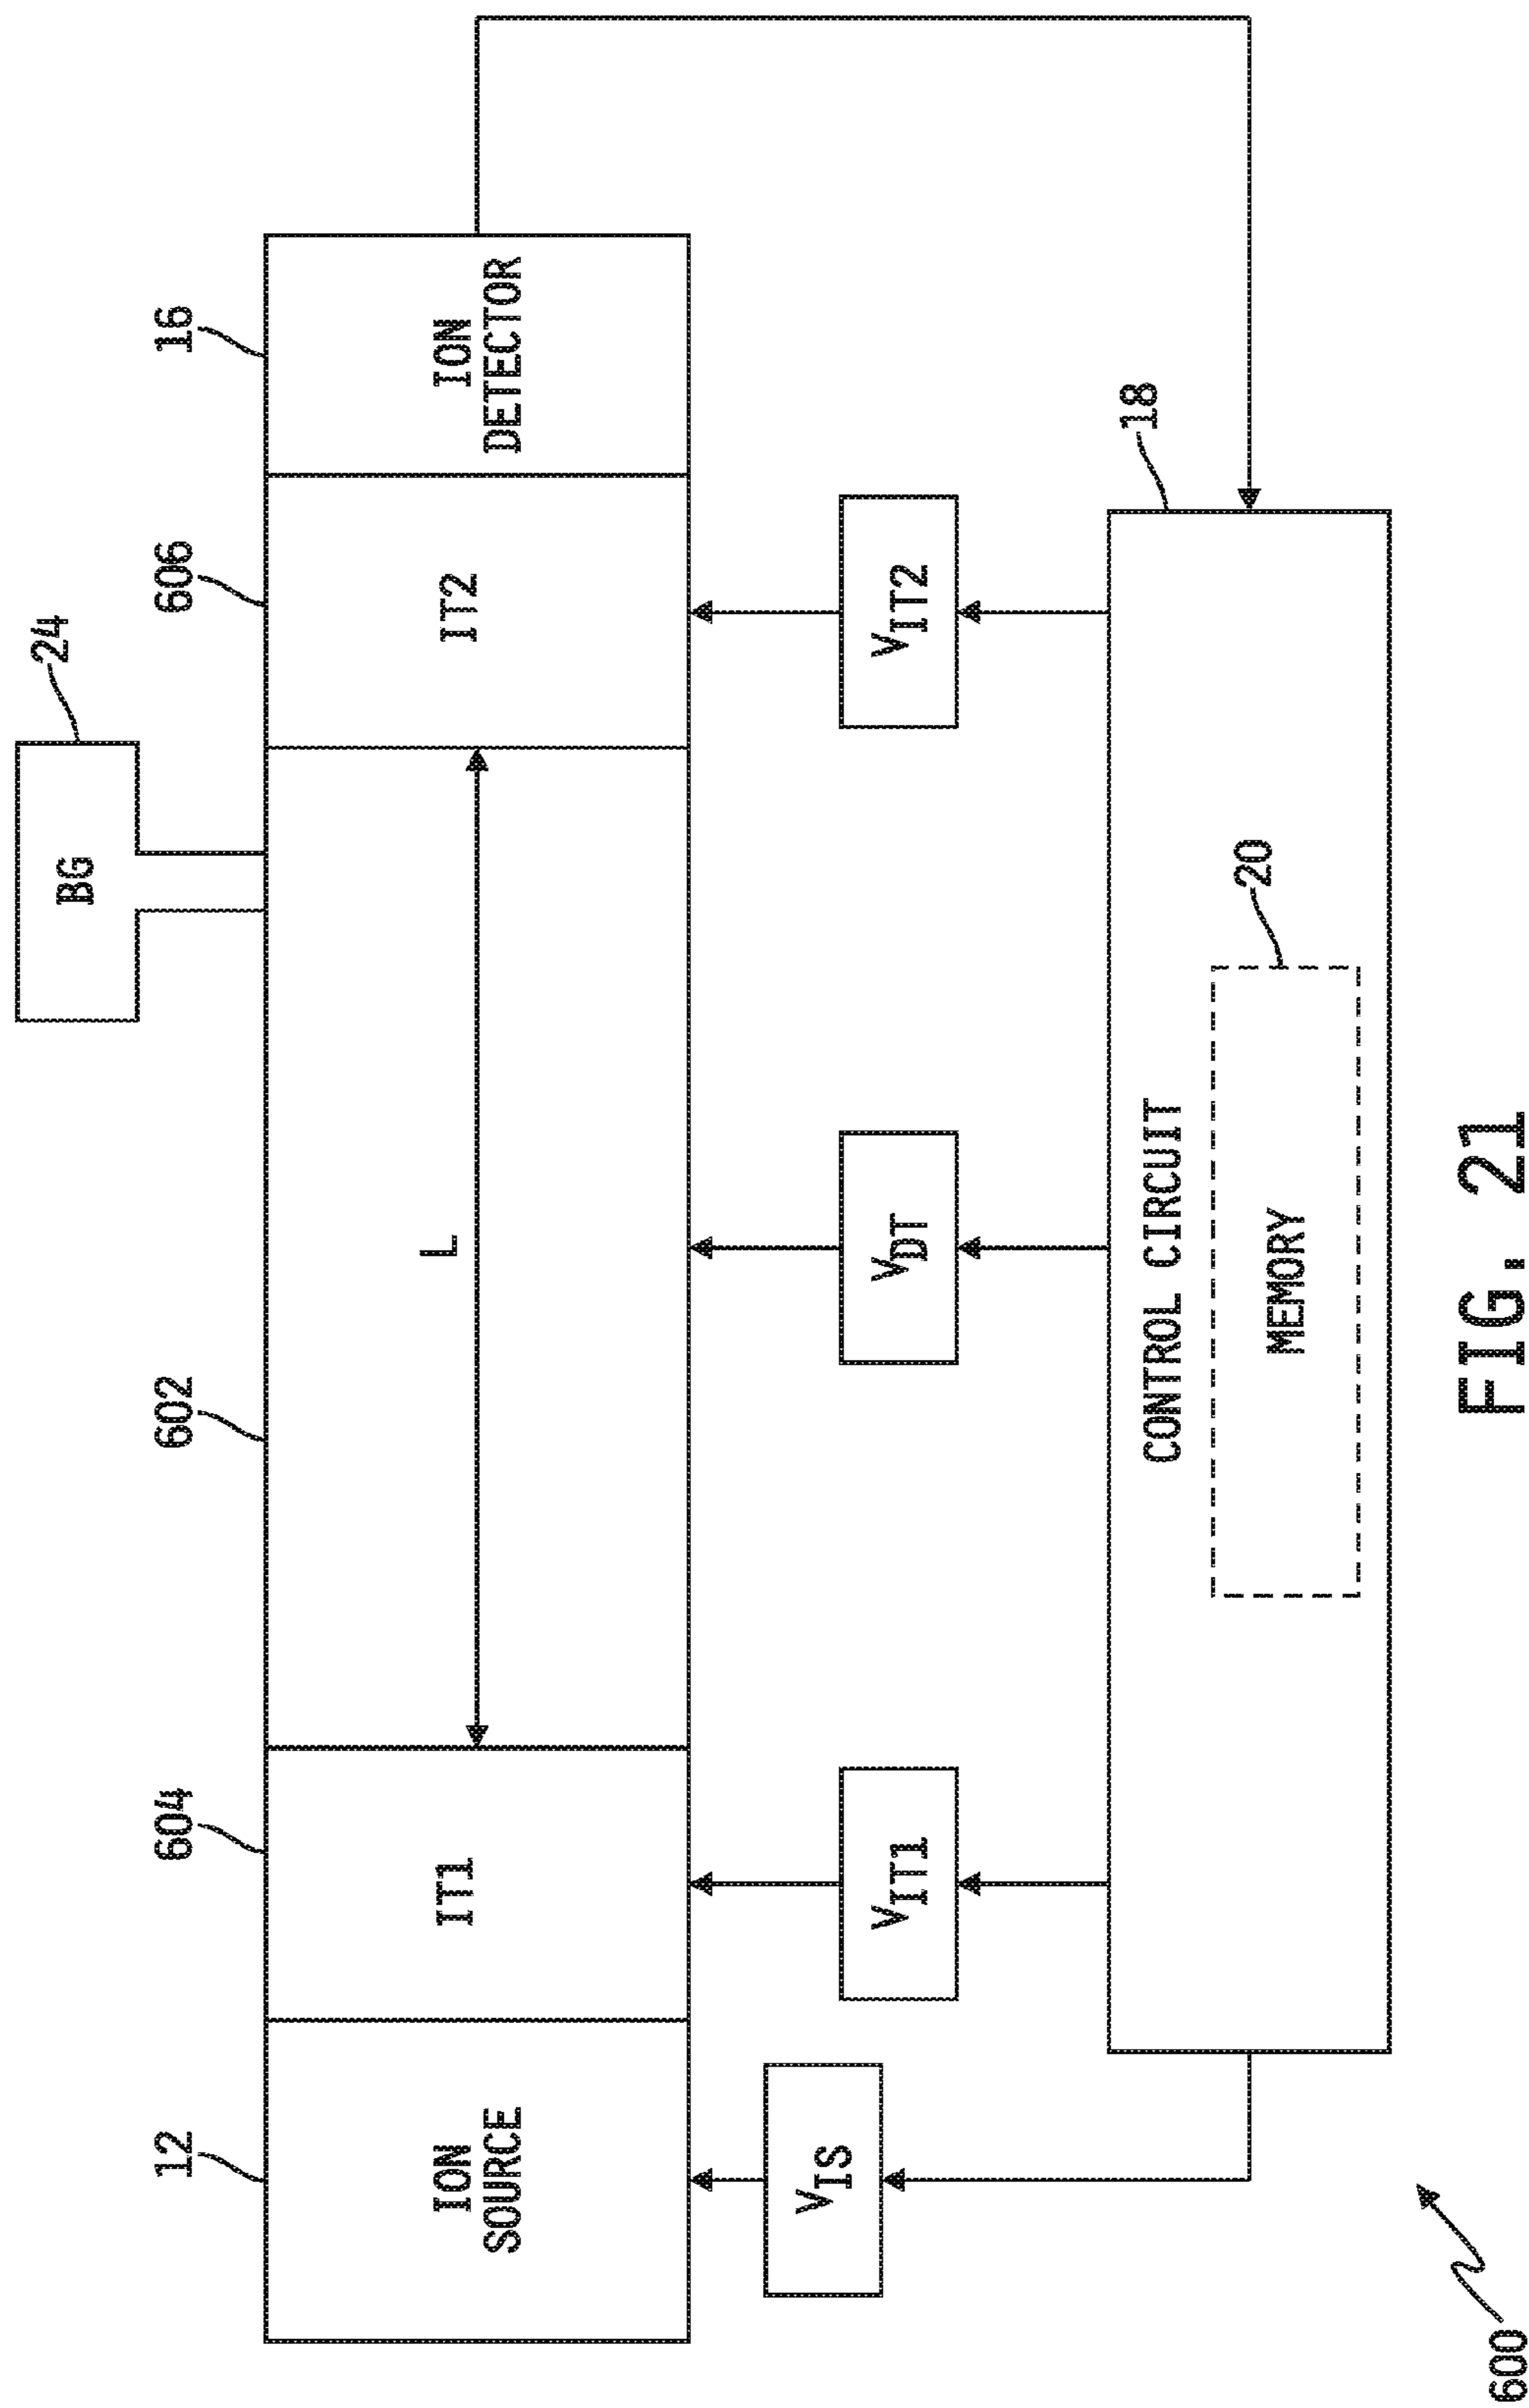 24
BG
12
604
602
606
16
ION
SOURCE
IT1
L
IT2
ION
DETECTOR
VIS
VIT1
VDT
VIT2
18
CONTROL CIRCUIT
20
MEMORY
600
FIG. 21